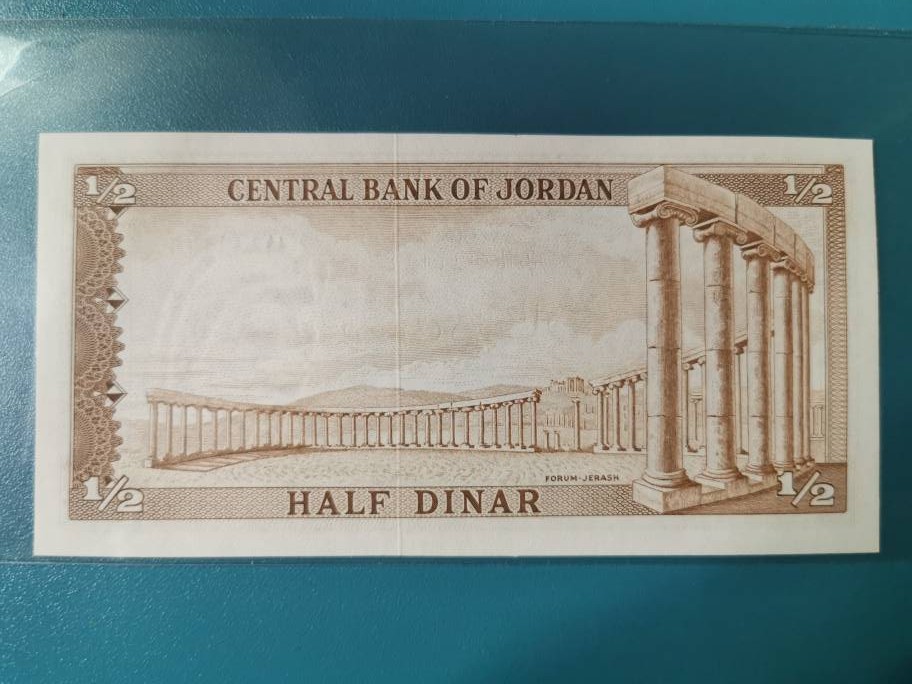 1/2 CENTRAL BANK OF JORDAN 1/2
FORUM-JERASH
1/2 HALF DINAR 1/2